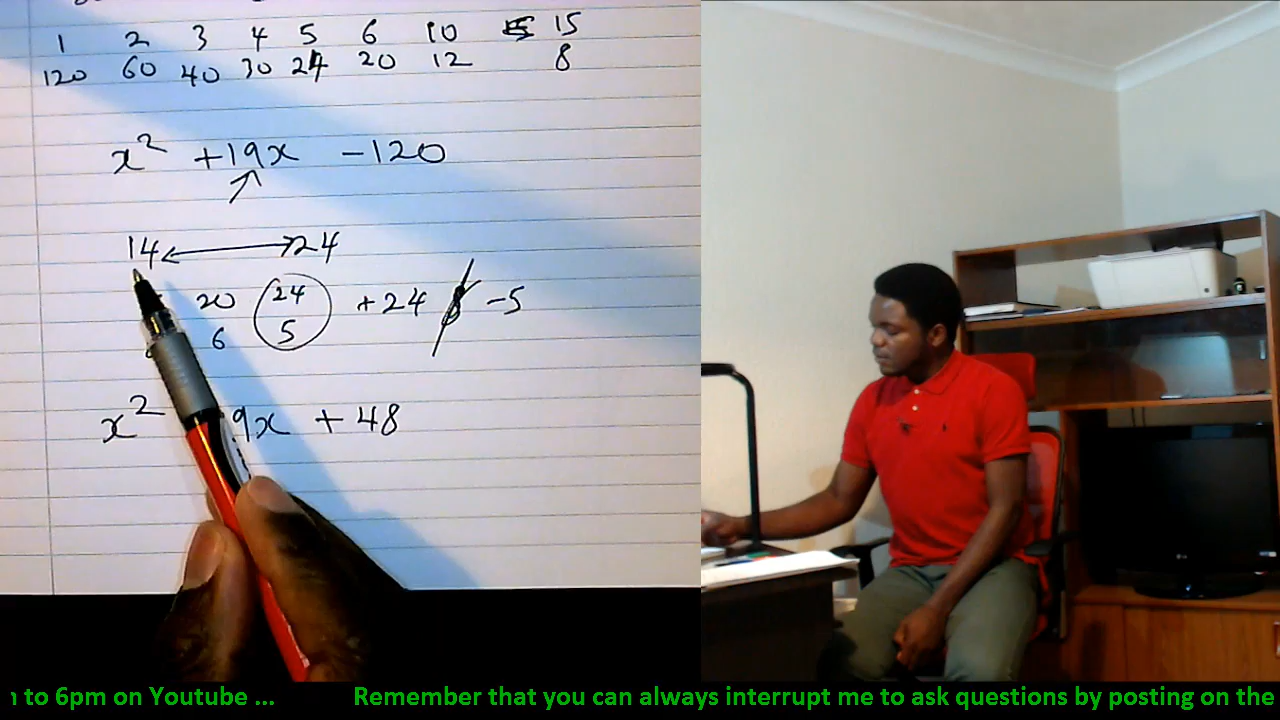 1 2 3 4 5 6 10 15
120 60 40 30 24 20 12 8
x² +19x -120
14 24
20 24 +24 -5
6 5
x² 9x + 48
to 6pm on Youtube ... Remember that you can always interrupt me to ask questions by posting on the